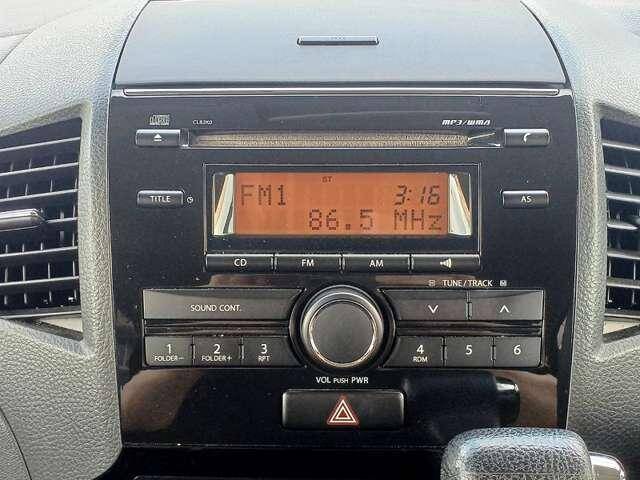 CLB2K0 MP3/WMA
ST
TITLE FM1 3:16 AS
86.5 MHz
CD FM AM
TUNE/TRACK
SOUND CONT.
1 2 3 4 5 6
FOLDER- FOLDER+ RPT RDM
VOL PUSH PWR